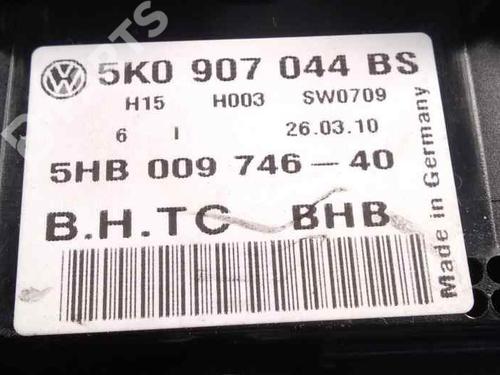 5K0 907 044 BS
H15 H003 SW0709
6 I 26.03.10
5HB 009 746-40
B.H.TC BHB
Made in Germany